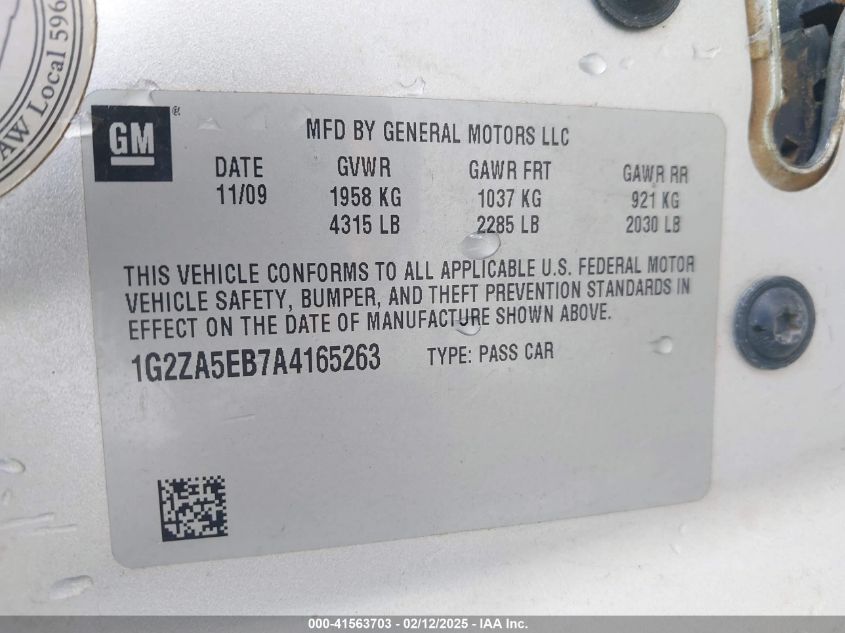 AW Local 596
GM®
MFD BY GENERAL MOTORS LLC
DATE GVWR GAWR FRT GAWR RR
11/09 1958 KG 1037 KG 921 KG
4315 LB 2285 LB 2030 LB
THIS VEHICLE CONFORMS TO ALL APPLICABLE U.S. FEDERAL MOTOR
VEHICLE SAFETY, BUMPER, AND THEFT PREVENTION STANDARDS IN
EFFECT ON THE DATE OF MANUFACTURE SHOWN ABOVE.
1G2ZA5EB7A4165263 TYPE: PASS CAR
000-41563703 - 02/12/2025 - IAA Inc.